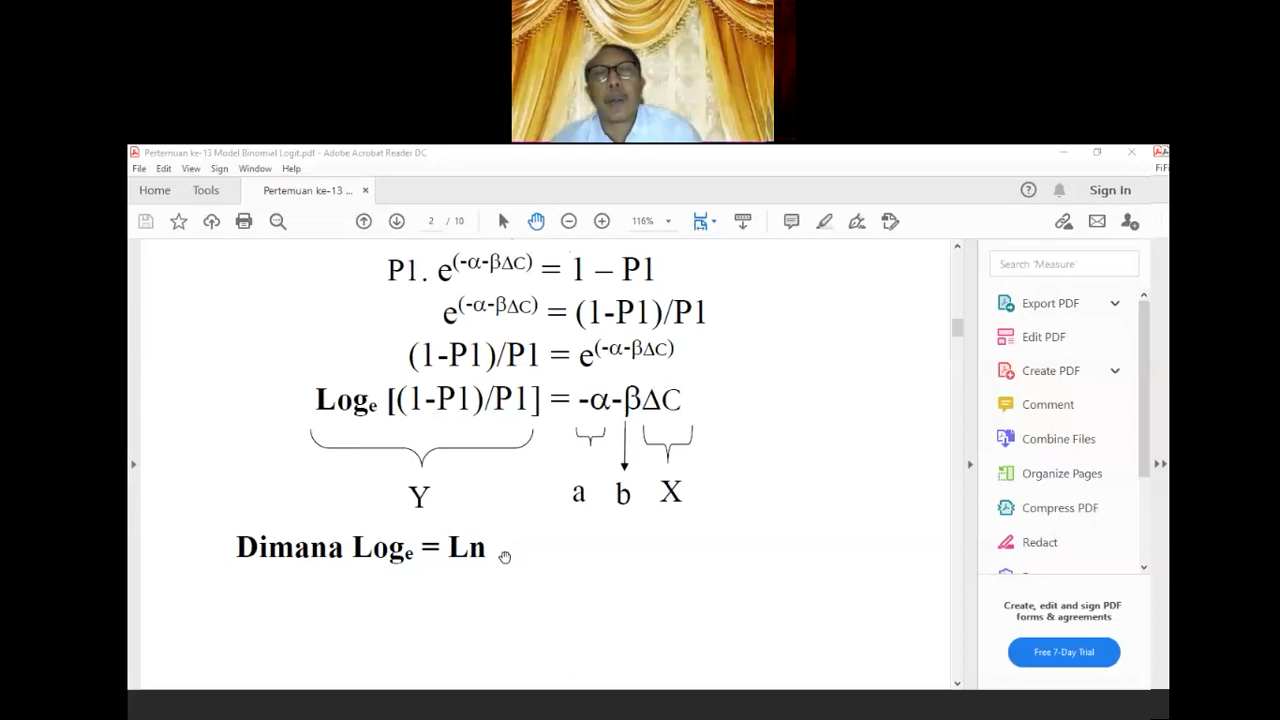 Pertemuan ke-13 Model Binomial Logit.pdf - Adobe Acrobat Reader DC
File Edit View Sign Window Help
Home Tools Pertemuan ke-13 ... × Sign In
2 / 10 116%
P1. e^(-α-βΔC) = 1 – P1
e^(-α-βΔC) = (1-P1)/P1
(1-P1)/P1 = e^(-α-βΔC)
Logₑ [(1-P1)/P1] = -α-βΔC
Y a b X
Dimana Logₑ = Ln
FiFi
Search 'Measure'
Export PDF
Edit PDF
Create PDF
Comment
Combine Files
Organize Pages
Compress PDF
Redact
Create, edit and sign PDF
forms & agreements
Free 7-Day Trial